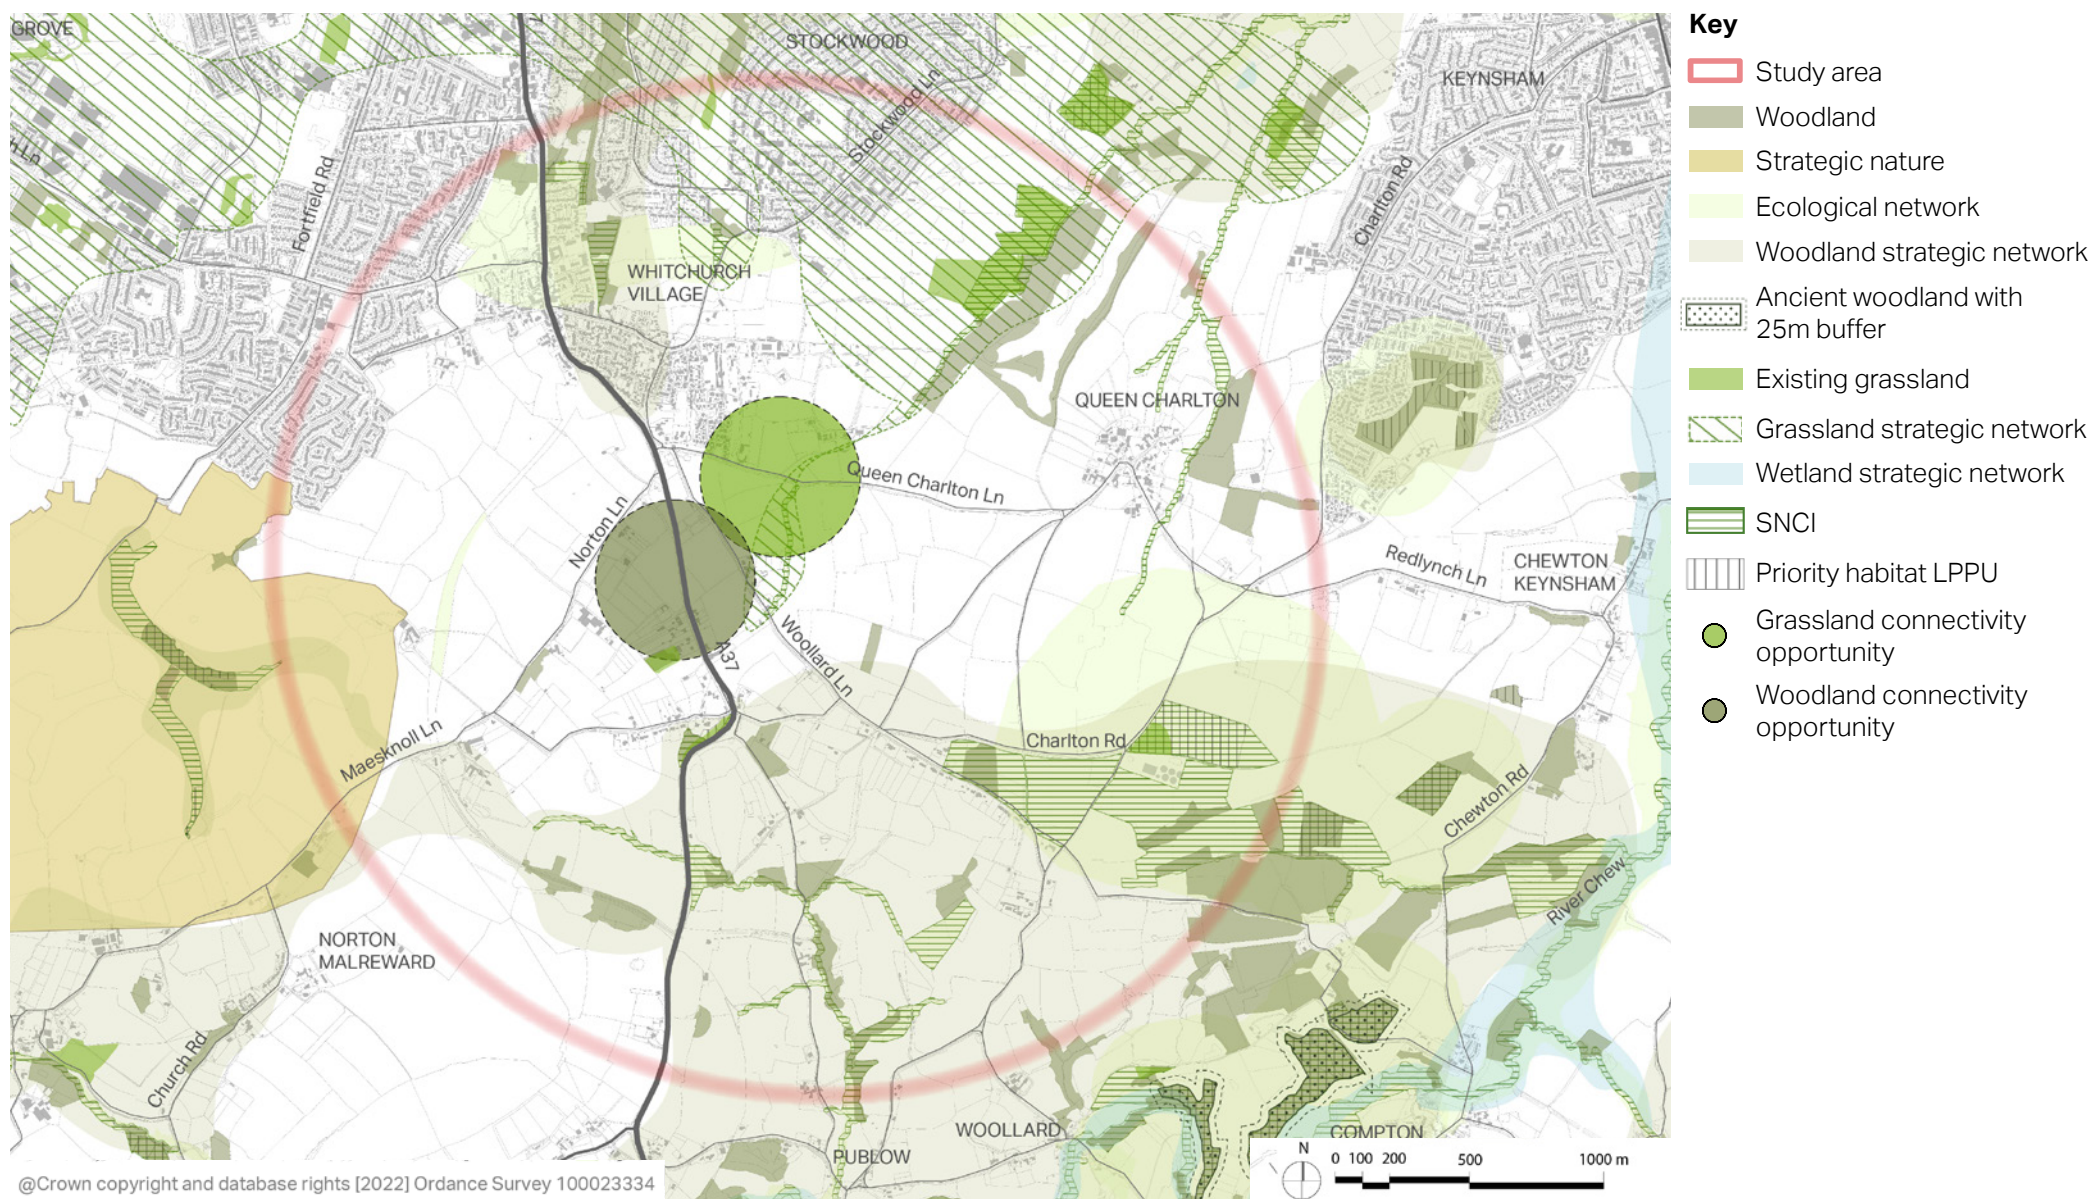 GROVE
STOCKWOOD
KEYNSHAM
Stockwood Ln
Fortfield Rd
Charlton Rd
WHITCHURCH
VILLAGE
QUEEN CHARLTON
Queen Charlton Ln
Norton Ln
Redlynch Ln
CHEWTON
KEYNSHAM
A37
Woollard Ln
Maesknoll Ln
Charlton Rd
Chewton Rd
River Chew
NORTON
MALREWARD
Church Rd
WOOLLARD
PUBLOW
COMPTON
N
0 100 200 500 1000 m
@Crown copyright and database rights [2022] Ordance Survey 100023334
Key
Study area
Woodland
Strategic nature
Ecological network
Woodland strategic network
Ancient woodland with
25m buffer
Existing grassland
Grassland strategic network
Wetland strategic network
SNCI
Priority habitat LPPU
Grassland connectivity
opportunity
Woodland connectivity
opportunity